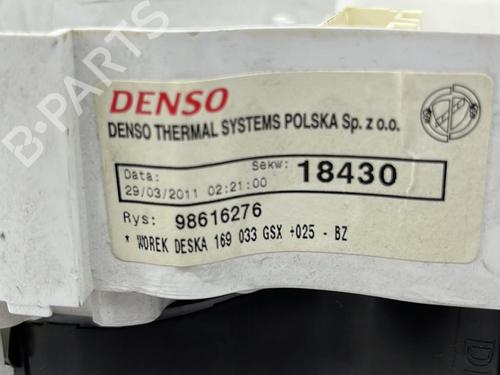 B-PARTS
DENSO
DENSO THERMAL SYSTEMS POLSKA Sp. z o.o.
Data: Sekw: 18430
29/03/2011 02:21:00
Rys: 98616276
* WOREK DESKA 169 033 GSX +025 - BZ